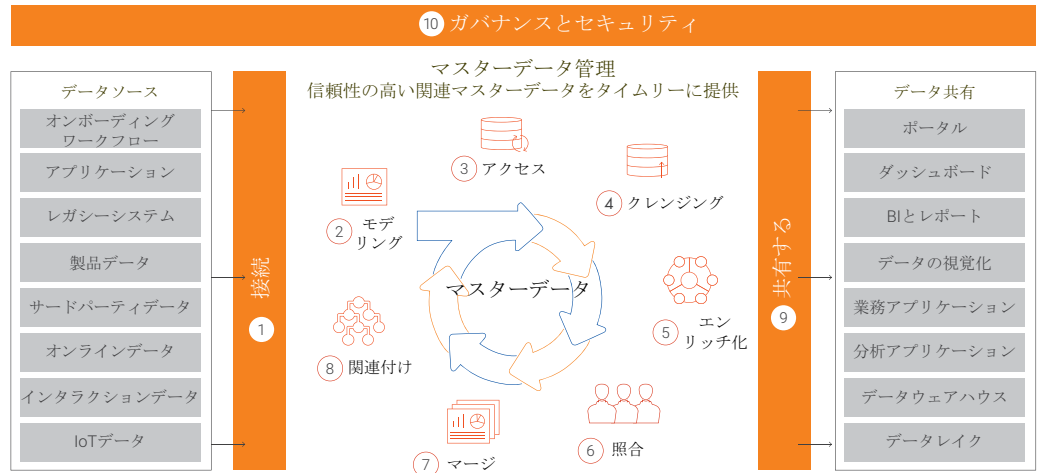 10 ガバナンスとセキュリティ
データソース
オンボーディング
ワークフロー
アプリケーション
レガシーシステム
製品データ
サードパーティデータ
オンラインデータ
インタラクションデータ
IoTデータ
1 接続
マスターデータ管理
信頼性の高い関連マスターデータをタイムリーに提供
2 モデ
リング
3 アクセス
4 クレンジング
5 エン
リッチ化
6 照合
7 マージ
8 関連付け
マスターデータ
9 共有する
データ共有
ポータル
ダッシュボード
BIとレポート
データの視覚化
業務アプリケーション
分析アプリケーション
データウェアハウス
データレイク